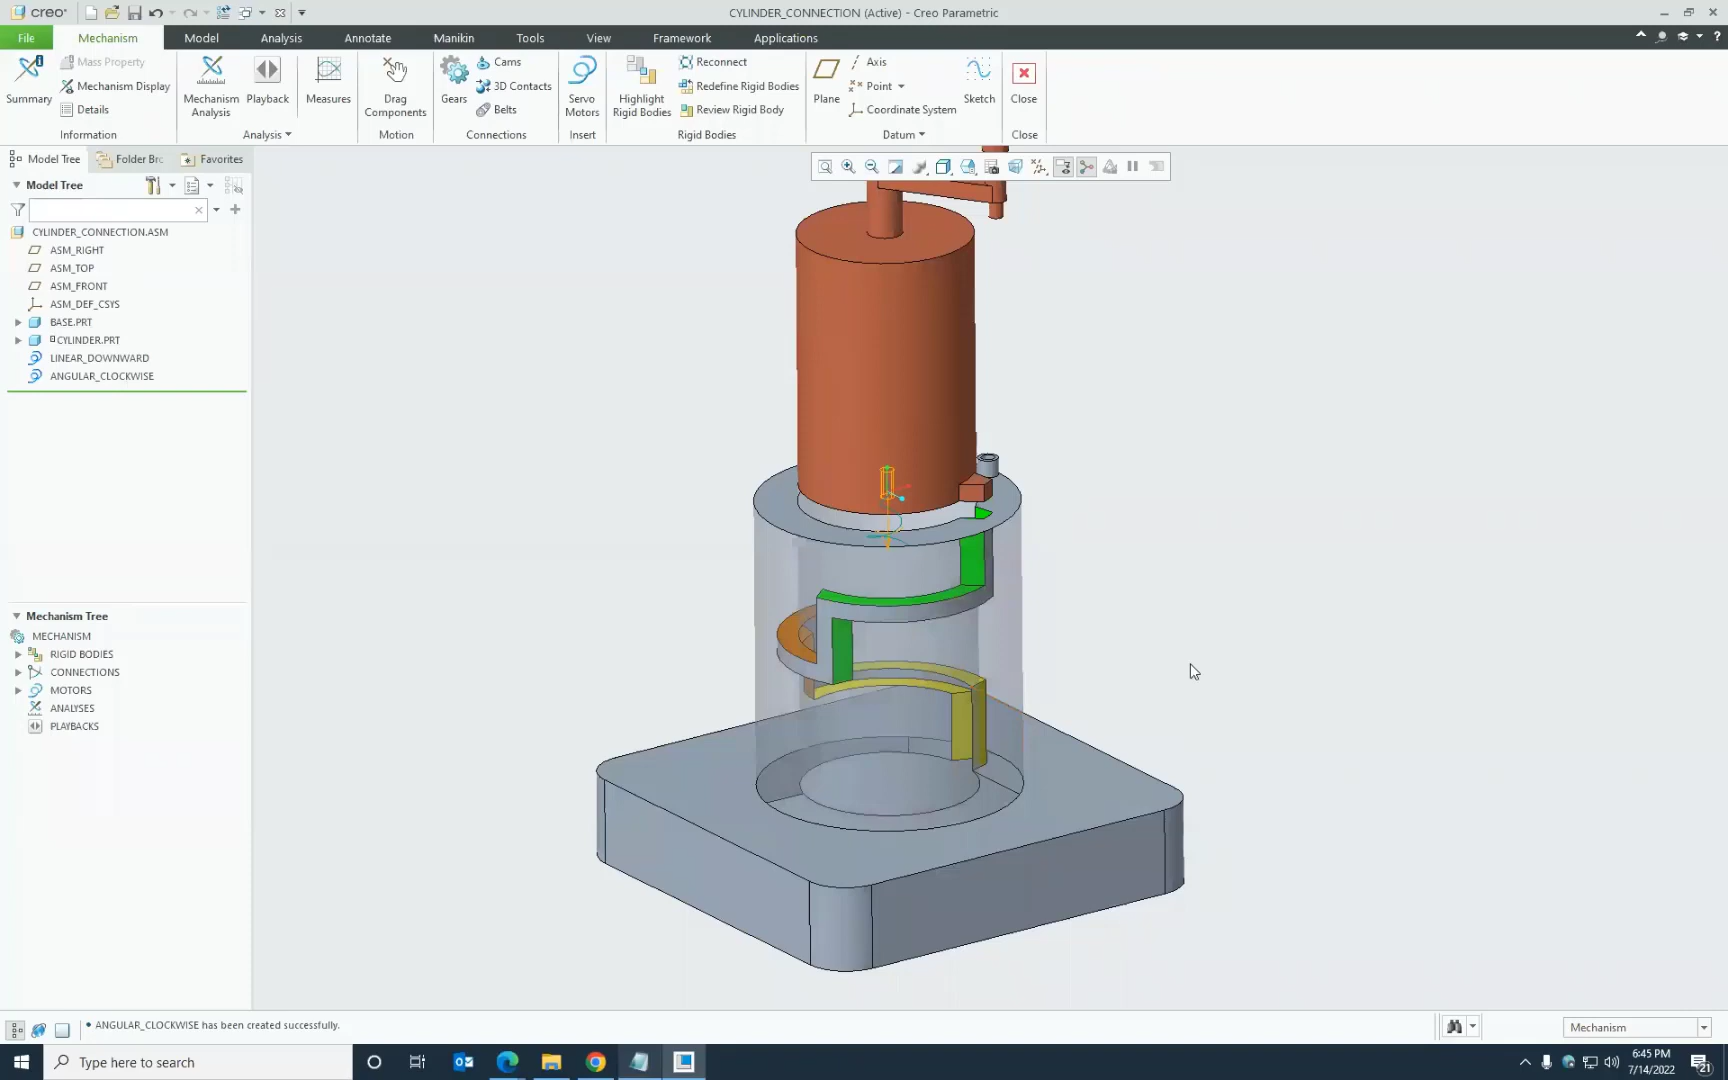 creo
CYLINDER_CONNECTION (Active) - Creo Parametric
File
Mechanism
Model
Analysis
Annotate
Manikin
Tools
View
Framework
Applications
Summary
Mass Property
Mechanism Display
Details
Information
Mechanism
Analysis
Playback
Analysis
Measures
Drag
Components
Motion
Gears
Cams
3D Contacts
Belts
Connections
Servo
Motors
Insert
Highlight
Rigid Bodies
Reconnect
Redefine Rigid Bodies
Review Rigid Body
Rigid Bodies
Plane
Axis
Point
Coordinate System
Sketch
Datum
Close
Close
Model Tree
Folder Brc
Favorites
Model Tree
CYLINDER_CONNECTION.ASM
ASM_RIGHT
ASM_TOP
ASM_FRONT
ASM_DEF_CSYS
BASE.PRT
CYLINDER.PRT
LINEAR_DOWNWARD
ANGULAR_CLOCKWISE
Mechanism Tree
MECHANISM
RIGID BODIES
CONNECTIONS
MOTORS
ANALYSES
PLAYBACKS
• ANGULAR_CLOCKWISE has been created successfully.
Mechanism
Type here to search
6:45 PM
7/14/2022
21